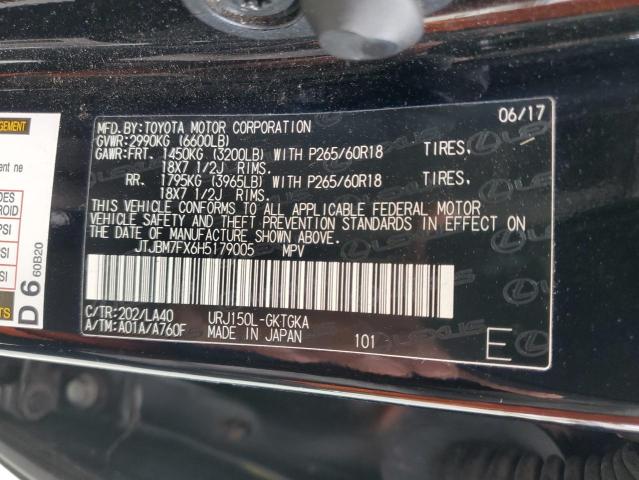 MFD.BY:TOYOTA MOTOR CORPORATION 06/17
GVWR:2990KG (6600LB)
GAWR:FRT. 1450KG (3200LB) WITH P265/60R18 TIRES,
18X7 1/2J RIMS.
RR. 1795KG (3965LB) WITH P265/60R18 TIRES,
18X7 1/2J RIMS.
THIS VEHICLE CONFORMS TO ALL APPLICABLE FEDERAL MOTOR
VEHICLE SAFETY AND THEFT PREVENTION STANDARDS IN EFFECT ON
THE DATE OF MANUFACTURE SHOWN ABOVE.
JTJBM7FX6H5179005 MPV
C/TR:202/LA40 URJ150L-GKTGKA
A/TM:A01A/A760F MADE IN JAPAN 101 E
LEXUS
D6 60B20